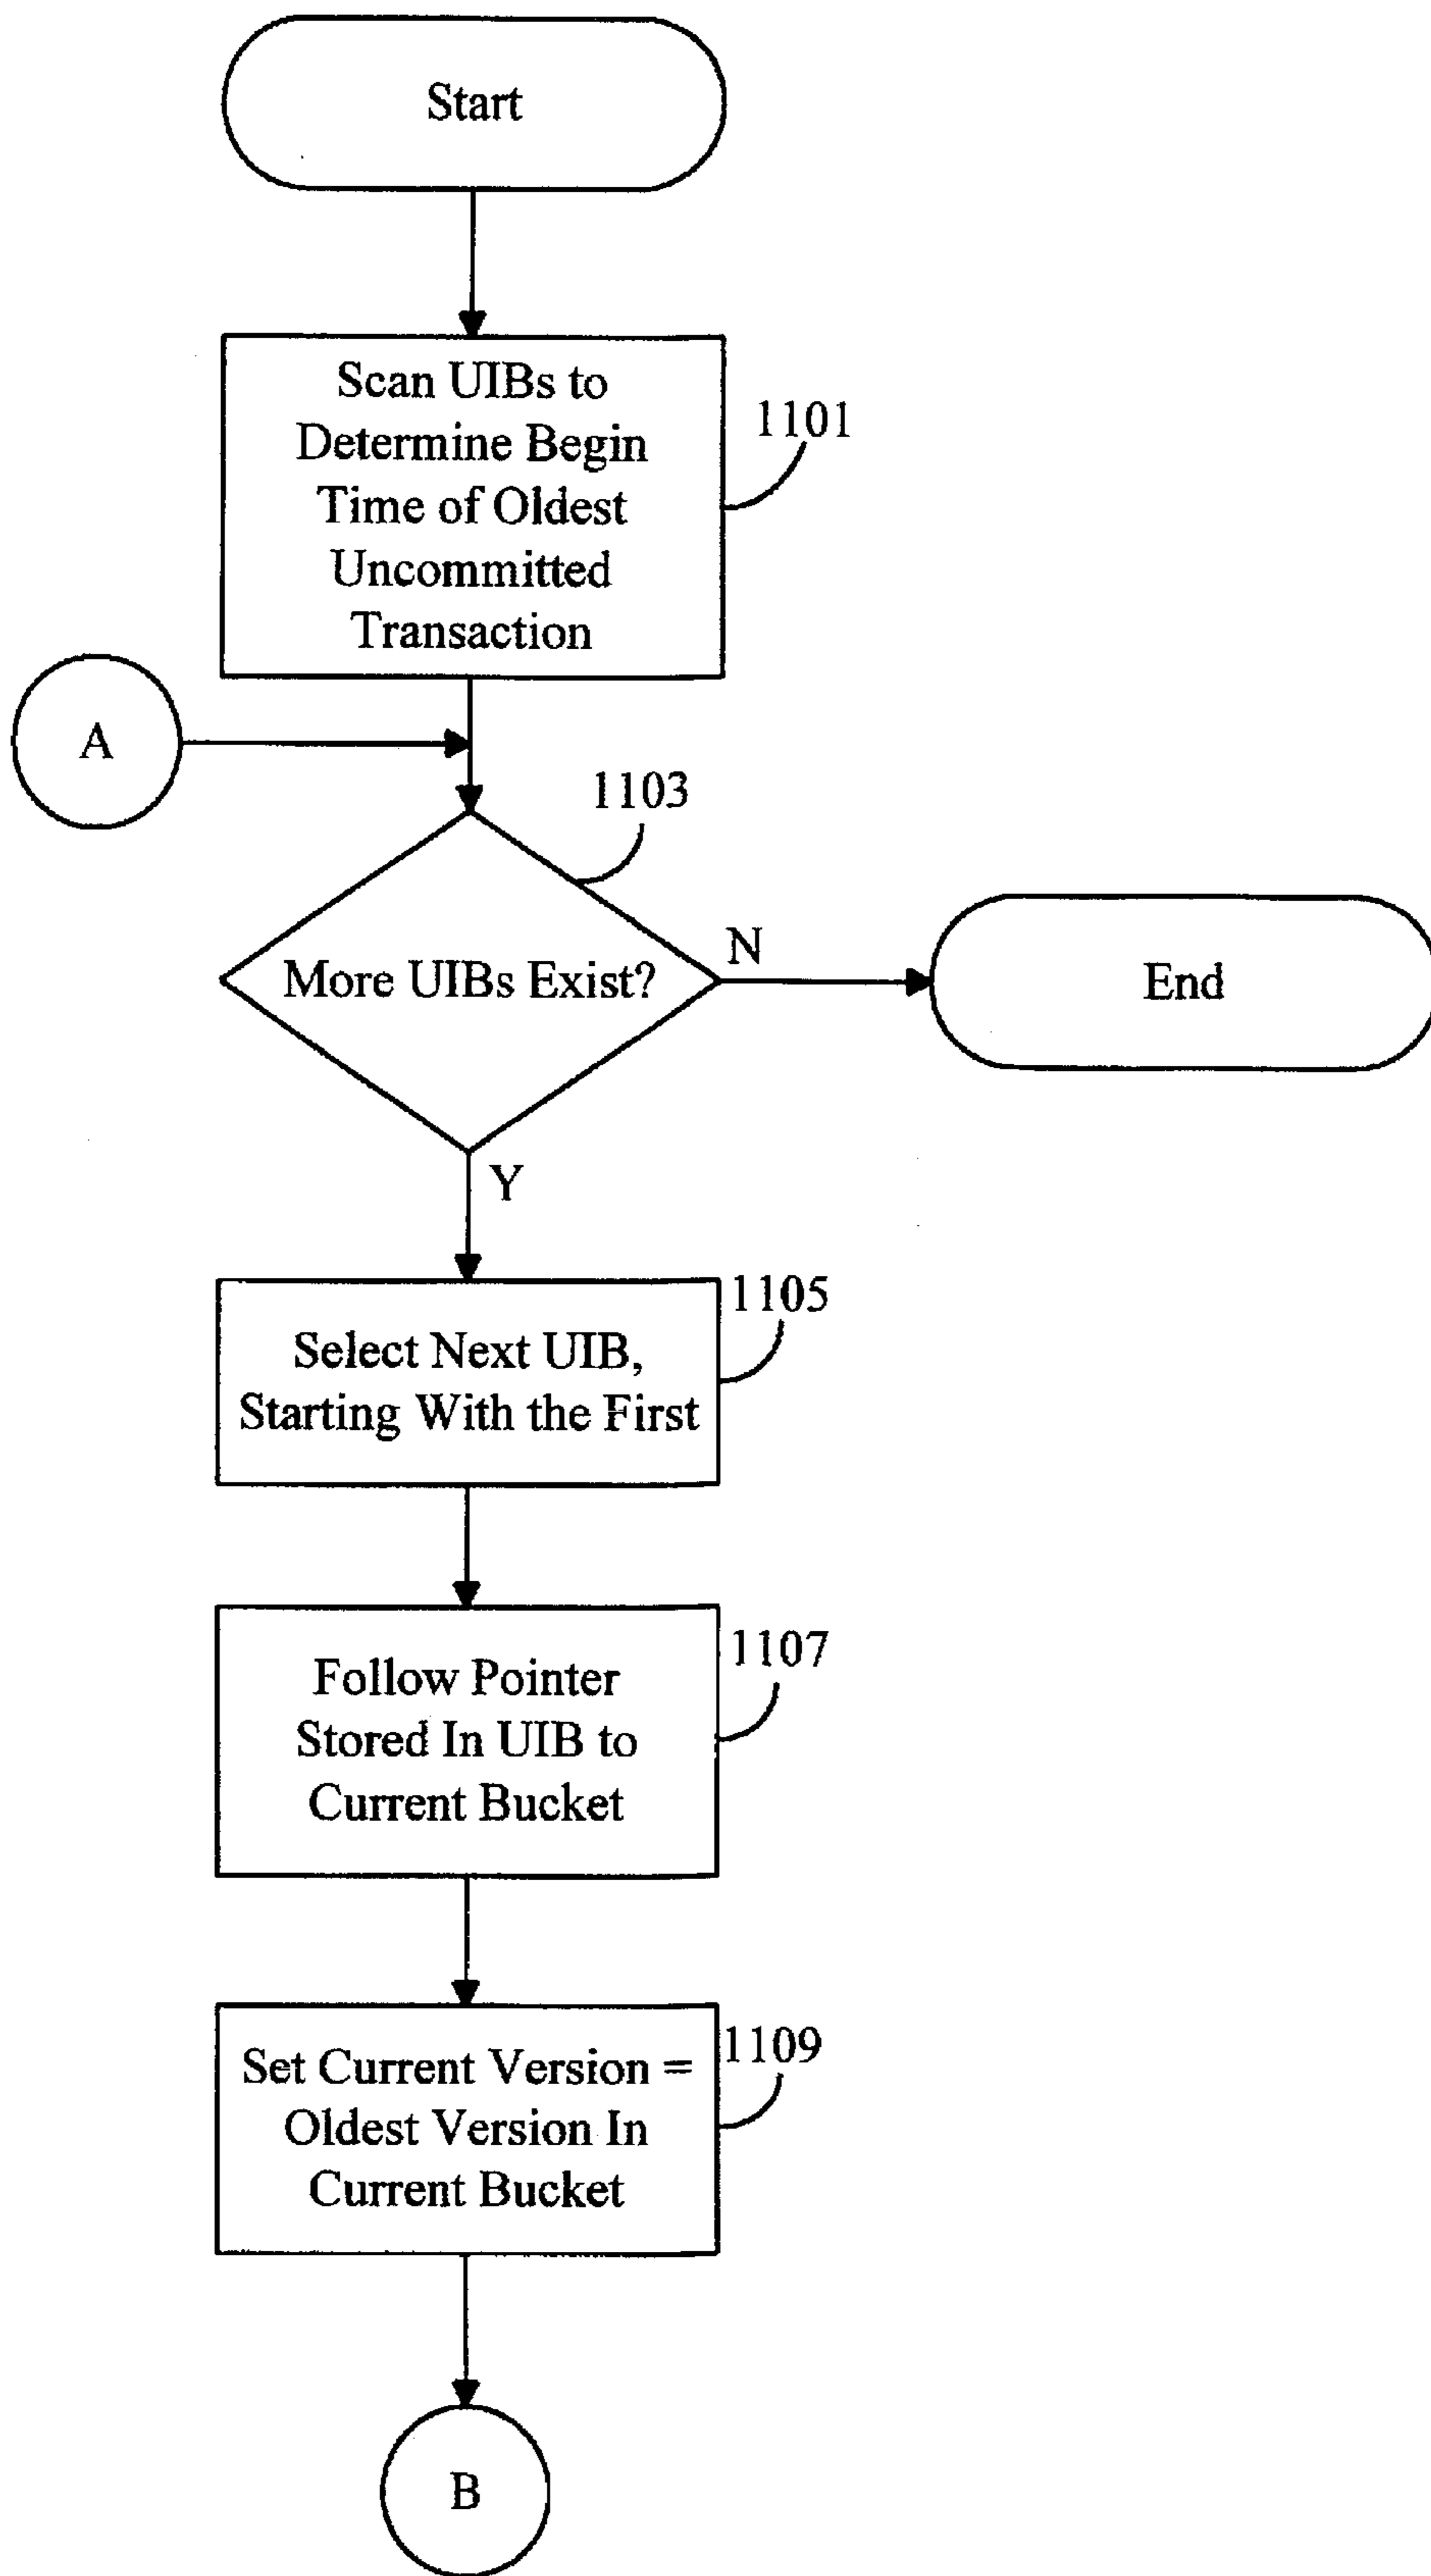 Start
Scan UIBs to
Determine Begin
Time of Oldest
Uncommitted
Transaction
1101
A
1103
More UIBs Exist?
N
End
Y
1105
Select Next UIB,
Starting With the First
1107
Follow Pointer
Stored In UIB to
Current Bucket
1109
Set Current Version =
Oldest Version In
Current Bucket
B